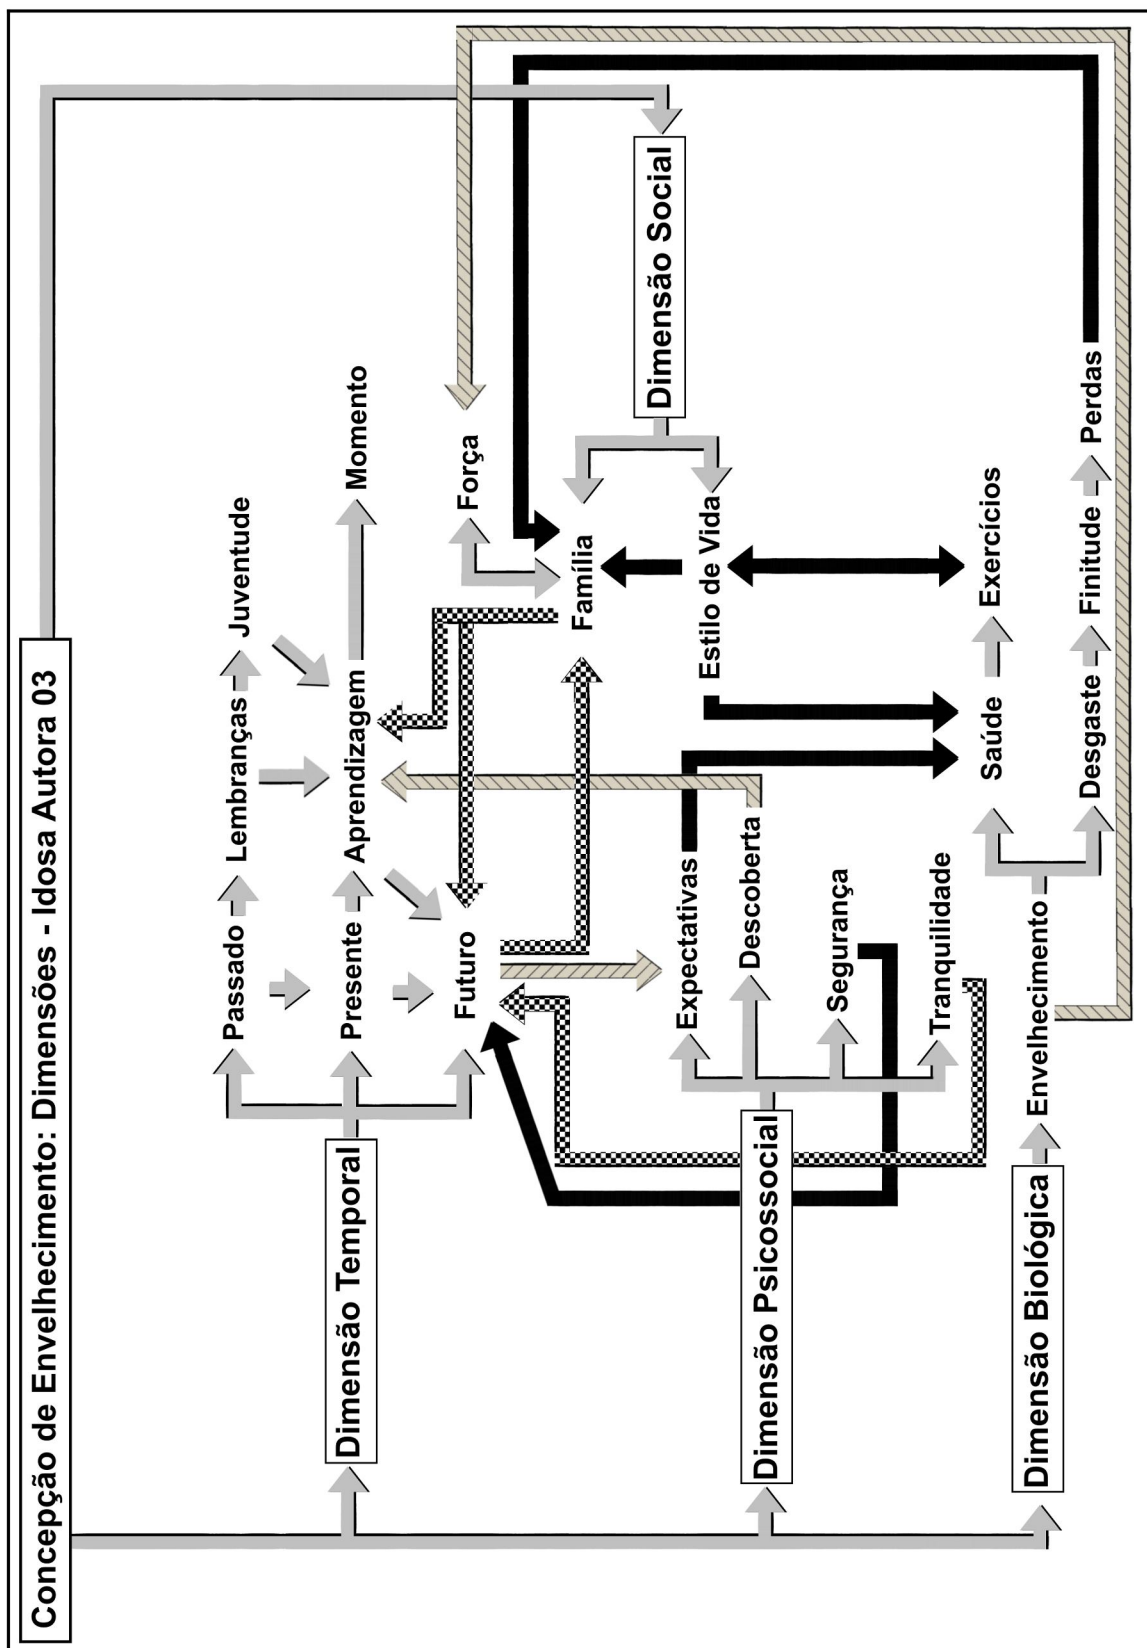 Concepção de Envelhecimento: Dimensões - Idosa Autora 03
Dimensão Temporal
Passado
Lembranças
Juventude
Presente
Aprendizagem
Momento
Futuro
Força
Família
Dimensão Social
Estilo de Vida
Dimensão Psicossocial
Expectativas
Descoberta
Segurança
Tranquilidade
Dimensão Biológica
Envelhecimento
Saúde
Exercícios
Desgaste
Finitude
Perdas